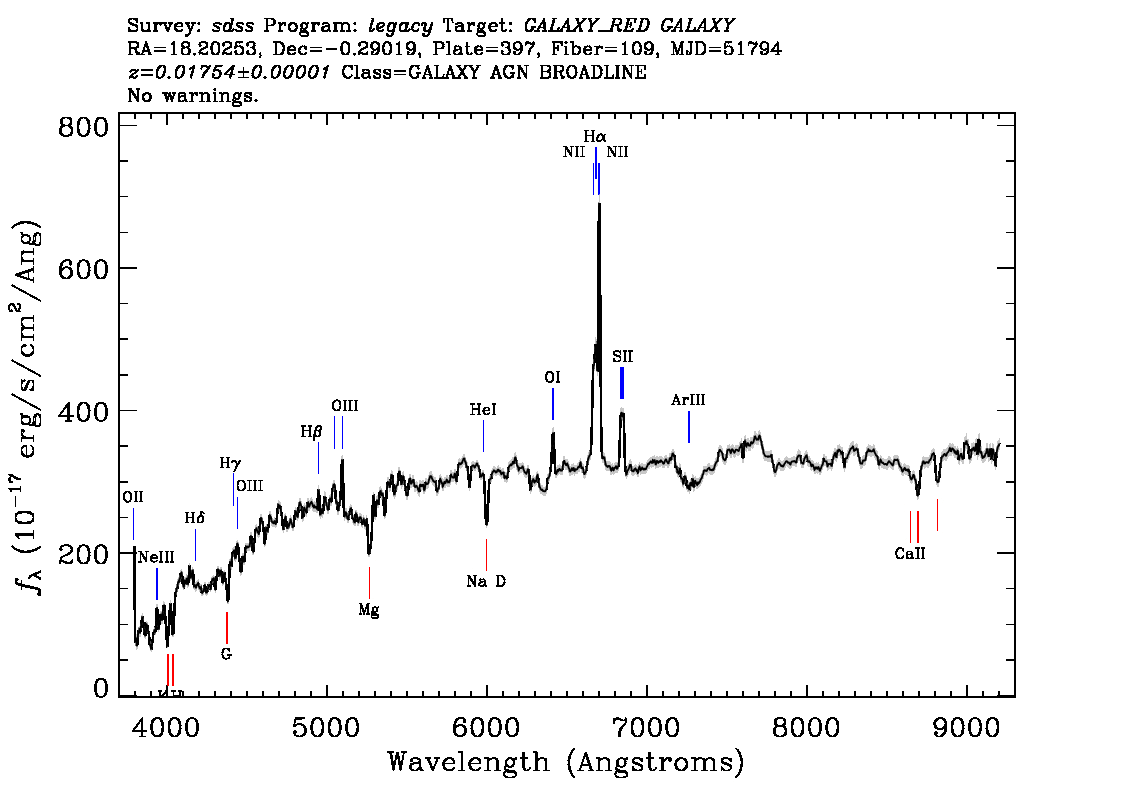 Survey: sdss Program: legacy Target: GALAXY_RED GALAXY
RA=18.20253, Dec=−0.29019, Plate=397, Fiber=109, MJD=51794
z=0.01754±0.00001 Class=GALAXY AGN BROADLINE
No warnings.
800
Hα
NII NII
600
SII
OI
400
ArIII
HeI
OIII
Hβ
Hγ
OIII
OII
Hδ
200
NeIII
CaII
Na D
Mg
G
0
4000 5000 6000 7000 8000 9000
Wavelength (Angstroms)
fλ (10−17 erg/s/cm2/Ang)